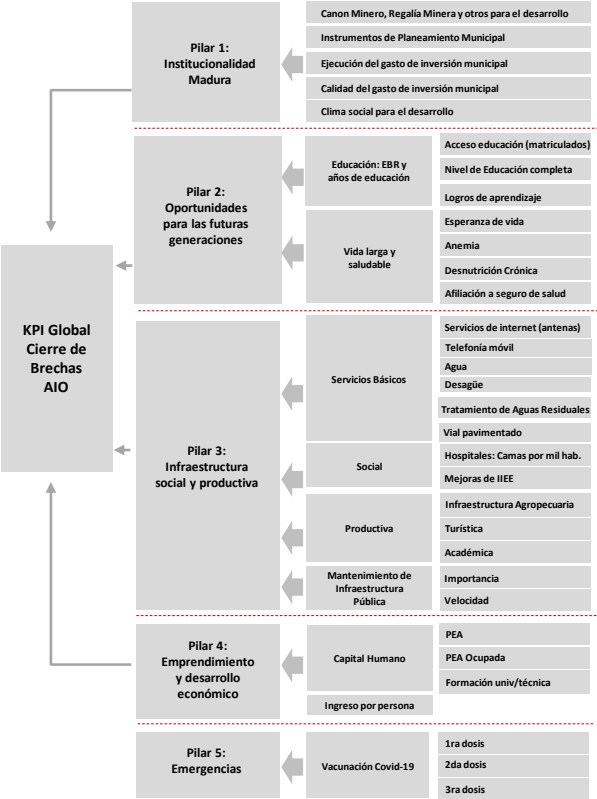 KPI Global
Cierre de
Brechas
AIO
Pilar 1:
Institucionalidad
Madura
Canon Minero, Regalía Minera y otros para el desarrollo
Instrumentos de Planeamiento Municipal
Ejecución del gasto de inversión municipal
Calidad del gasto de inversión municipal
Clima social para el desarrollo
Pilar 2:
Oportunidades
para las futuras
generaciones
Educación: EBR y
años de educación
Acceso educación (matriculados)
Nivel de Educación completa
Logros de aprendizaje
Vida larga y
saludable
Esperanza de vida
Anemia
Desnutrición Crónica
Afiliación a seguro de salud
Pilar 3:
Infraestructura
social y productiva
Servicios Básicos
Servicios de internet (antenas)
Telefonía móvil
Agua
Desagüe
Tratamiento de Aguas Residuales
Vial pavimentado
Social
Hospitales: Camas por mil hab.
Mejoras de IIEE
Productiva
Infraestructura Agropecuaria
Turística
Académica
Mantenimiento de
Infraestructura
Pública
Importancia
Velocidad
Pilar 4:
Emprendimiento
y desarrollo
económico
Capital Humano
PEA
PEA Ocupada
Formación univ/técnica
Ingreso por persona
Pilar 5:
Emergencias
Vacunación Covid-19
1ra dosis
2da dosis
3ra dosis